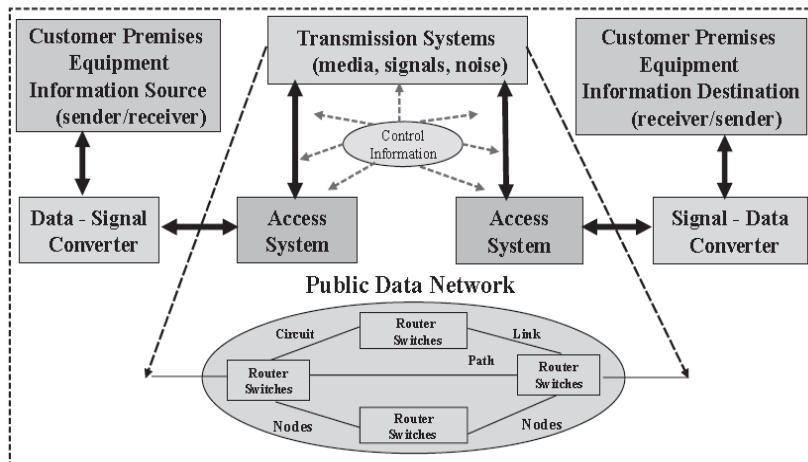 Customer Premises
Equipment
Information Source
(sender/receiver)
Transmission Systems
(media, signals, noise)
Customer Premises
Equipment
Information Destination
(receiver/sender)
Control
Information
Data - Signal
Converter
Access
System
Access
System
Signal - Data
Converter
Public Data Network
Circuit
Router
Switches
Link
Router
Switches
Path
Router
Switches
Nodes
Router
Switches
Nodes